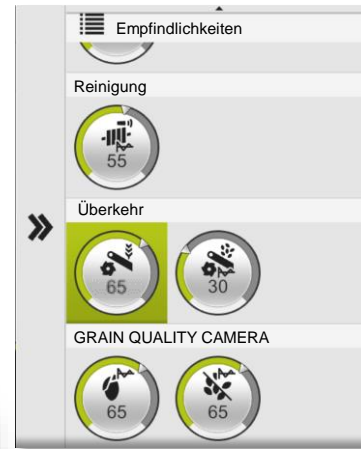 Empfindlichkeiten
Reinigung
55
Überkehr
65 30
GRAIN QUALITY CAMERA
65 65